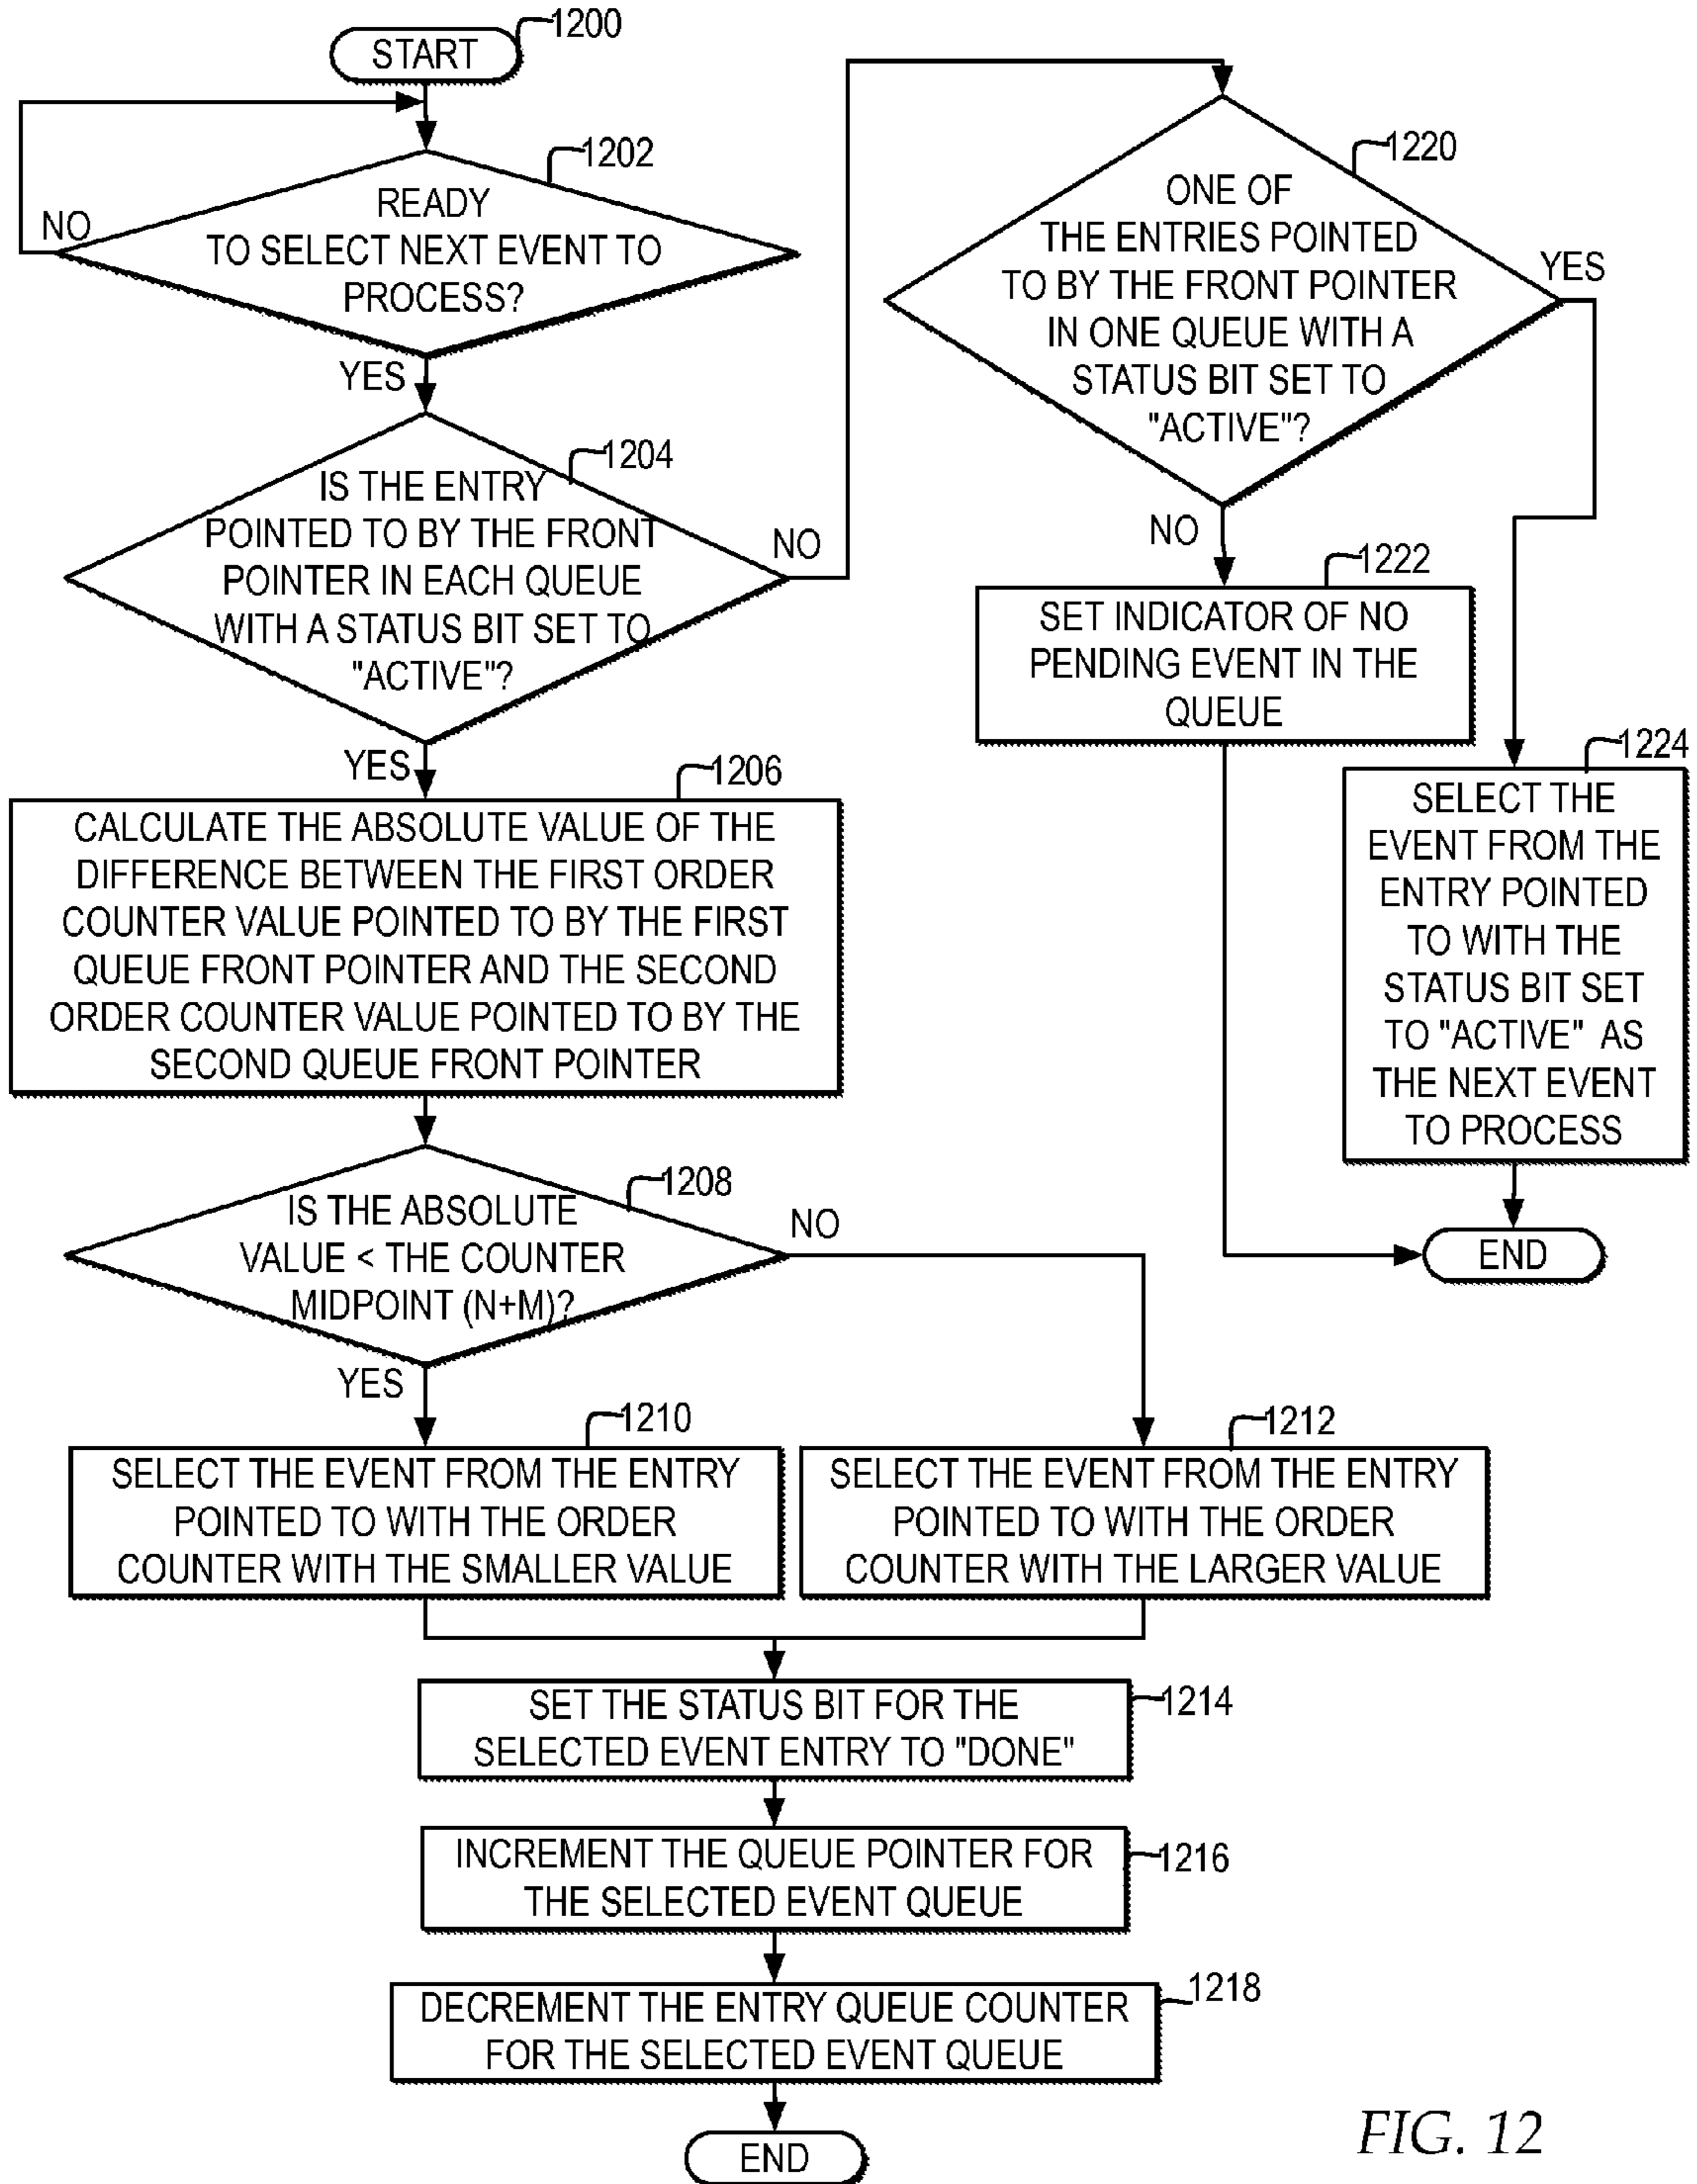 START
1200
1202
READY
TO SELECT NEXT EVENT TO
PROCESS?
NO
YES
1204
IS THE ENTRY
POINTED TO BY THE FRONT
POINTER IN EACH QUEUE
WITH A STATUS BIT SET TO
"ACTIVE"?
NO
YES
1206
CALCULATE THE ABSOLUTE VALUE OF THE
DIFFERENCE BETWEEN THE FIRST ORDER
COUNTER VALUE POINTED TO BY THE FIRST
QUEUE FRONT POINTER AND THE SECOND
ORDER COUNTER VALUE POINTED TO BY THE
SECOND QUEUE FRONT POINTER
1208
IS THE ABSOLUTE
VALUE < THE COUNTER
MIDPOINT (N+M)?
NO
YES
1210
SELECT THE EVENT FROM THE ENTRY
POINTED TO WITH THE ORDER
COUNTER WITH THE SMALLER VALUE
1212
SELECT THE EVENT FROM THE ENTRY
POINTED TO WITH THE ORDER
COUNTER WITH THE LARGER VALUE
SET THE STATUS BIT FOR THE
SELECTED EVENT ENTRY TO "DONE"
1214
INCREMENT THE QUEUE POINTER FOR
THE SELECTED EVENT QUEUE
1216
DECREMENT THE ENTRY QUEUE COUNTER
FOR THE SELECTED EVENT QUEUE
1218
END
1220
ONE OF
THE ENTRIES POINTED
TO BY THE FRONT POINTER
IN ONE QUEUE WITH A
STATUS BIT SET TO
"ACTIVE"?
YES
NO
1222
SET INDICATOR OF NO
PENDING EVENT IN THE
QUEUE
1224
SELECT THE
EVENT FROM THE
ENTRY POINTED
TO WITH THE
STATUS BIT SET
TO "ACTIVE" AS
THE NEXT EVENT
TO PROCESS
END
FIG. 12